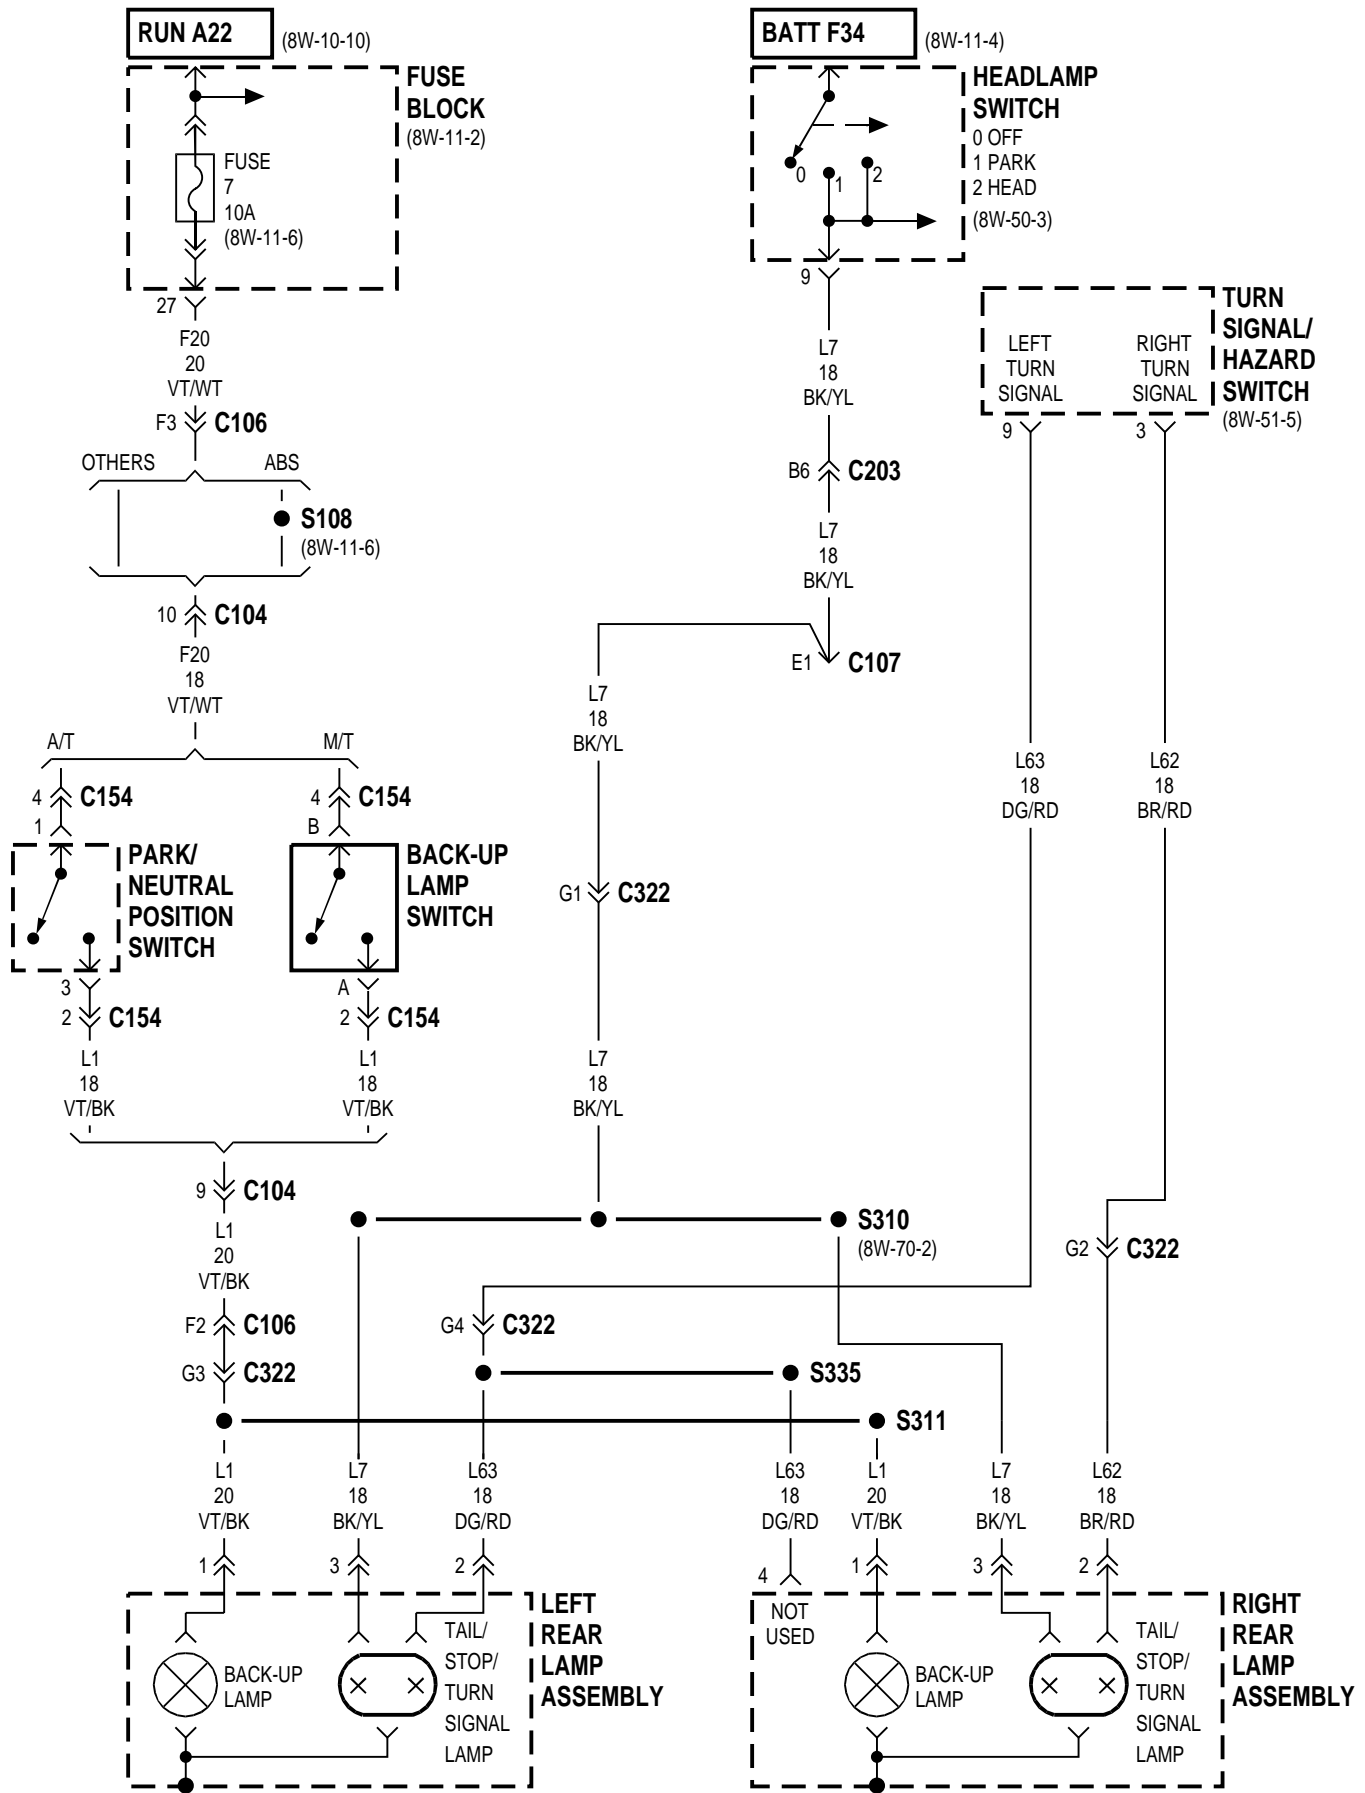 RUN A22
(8W-10-10)
BATT F34
(8W-11-4)
FUSE
BLOCK
(8W-11-2)
FUSE
7
10A
(8W-11-6)
27
F20
20
VT/WT
F3
C106
OTHERS
ABS
S108
(8W-11-6)
10
C104
F20
18
VT/WT
A/T
M/T
4
C154
4
C154
1
B
PARK/
NEUTRAL
POSITION
SWITCH
BACK-UP
LAMP
SWITCH
3
A
2
C154
2
C154
L1
18
VT/BK
L1
18
VT/BK
9
C104
L1
20
VT/BK
F2
C106
G3
C322
HEADLAMP
SWITCH
0 OFF
1 PARK
2 HEAD
(8W-50-3)
0
1
2
9
L7
18
BK/YL
B6
C203
L7
18
BK/YL
E1
C107
L7
18
BK/YL
G1
C322
L7
18
BK/YL
S310
(8W-70-2)
TURN
SIGNAL/
HAZARD
SWITCH
(8W-51-5)
LEFT
TURN
SIGNAL
RIGHT
TURN
SIGNAL
9
3
L63
18
DG/RD
L62
18
BR/RD
G2
C322
G4
C322
S335
S311
L1
20
VT/BK
L7
18
BK/YL
L63
18
DG/RD
L63
18
DG/RD
L1
20
VT/BK
L7
18
BK/YL
L62
18
BR/RD
1
3
2
4
1
3
2
LEFT
REAR
LAMP
ASSEMBLY
BACK-UP
LAMP
TAIL/
STOP/
TURN
SIGNAL
LAMP
NOT
USED
BACK-UP
LAMP
TAIL/
STOP/
TURN
SIGNAL
LAMP
RIGHT
REAR
LAMP
ASSEMBLY